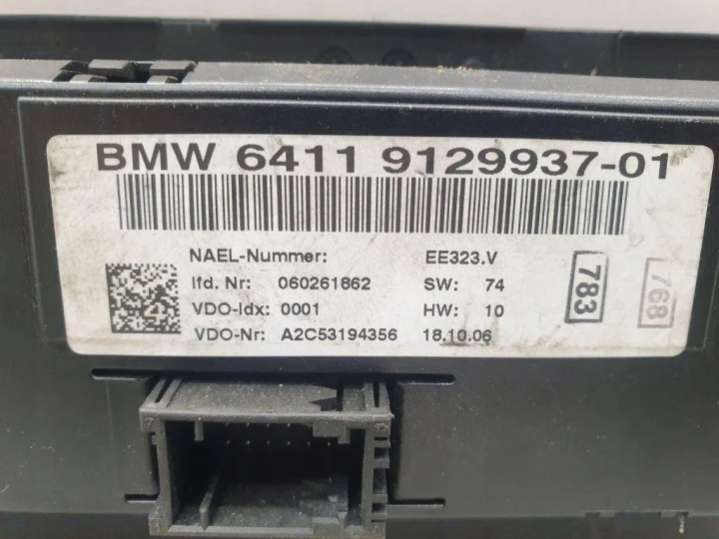 BMW 6411 9129937-01
NAEL-Nummer: EE323.V
lfd. Nr: 060261862 SW: 74
VDO-Idx: 0001 HW: 10
VDO-Nr: A2C53194356 18.10.06
783
768